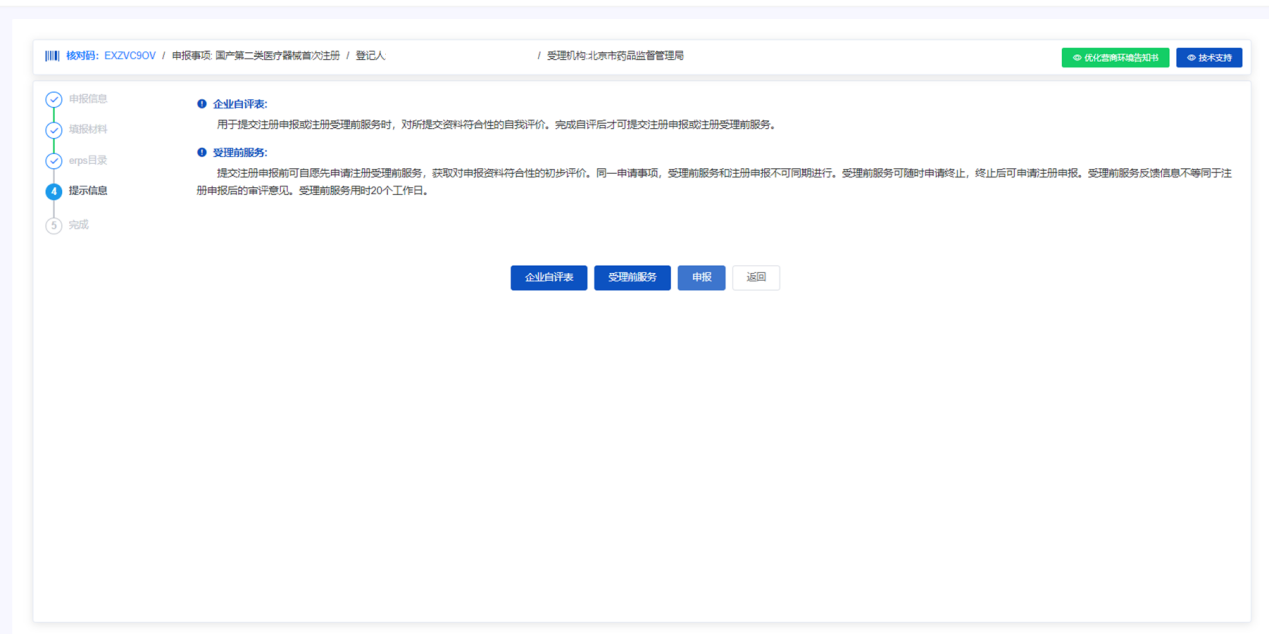 核对码: EXZVC9OV / 申报事项: 国产第二类医疗器械首次注册 / 登记人 / 受理机构:北京市药品监督管理局
优化营商环境告知书
技术支持
申报信息
填报材料
erps目录
4 提示信息
5 完成
企业自评表:
用于提交注册申报或注册受理前服务时，对所提交资料符合性的自我评价。完成自评后才可提交注册申报或注册受理前服务。
受理前服务:
提交注册申报前可自愿先申请注册受理前服务，获取对申报资料符合性的初步评价。同一申请事项，受理前服务和注册申报不可同期进行。受理前服务可随时申请终止，终止后可申请注册申报。受理前服务反馈信息不等同于注
册申报后的审评意见。受理前服务用时20个工作日。
企业自评表 受理前服务 申报 返回